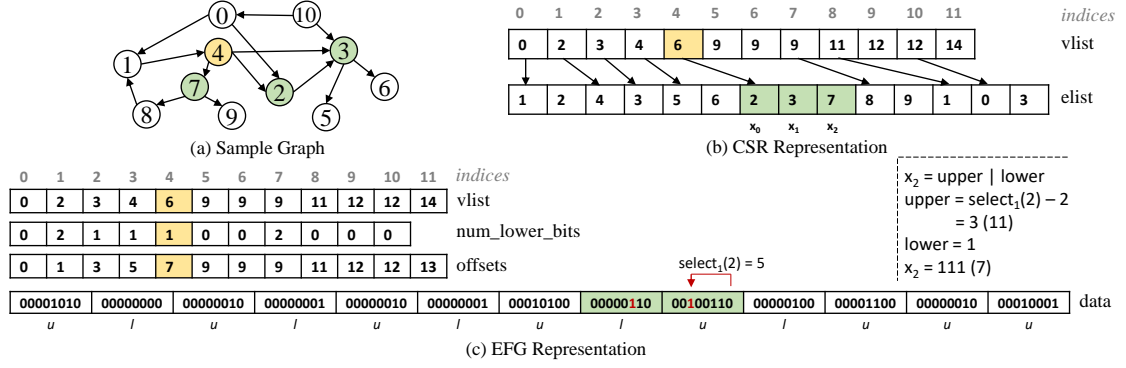 0 10
4 3
1
7 2 6
8 9 5
(a) Sample Graph
0 1 2 3 4 5 6 7 8 9 10 11 indices
0 2 3 4 6 9 9 9 11 12 12 14 vlist
1 2 4 3 5 6 2 3 7 8 9 1 0 3 elist
x0 x1 x2
(b) CSR Representation
0 1 2 3 4 5 6 7 8 9 10 11 indices
0 2 3 4 6 9 9 9 11 12 12 14 vlist
0 2 1 1 1 0 0 2 0 0 0 num_lower_bits
0 1 3 5 7 9 9 9 11 12 12 13 offsets
x2 = upper | lower
upper = select1(2) – 2
= 3 (11)
lower = 1
x2 = 111 (7)
select1(2) = 5
00001010 00000000 00000010 00000001 00000010 00000001 00010100 00000110 00100110 00000100 00001100 00000010 00010001 data
u l u l u l u l u l u u u
(c) EFG Representation